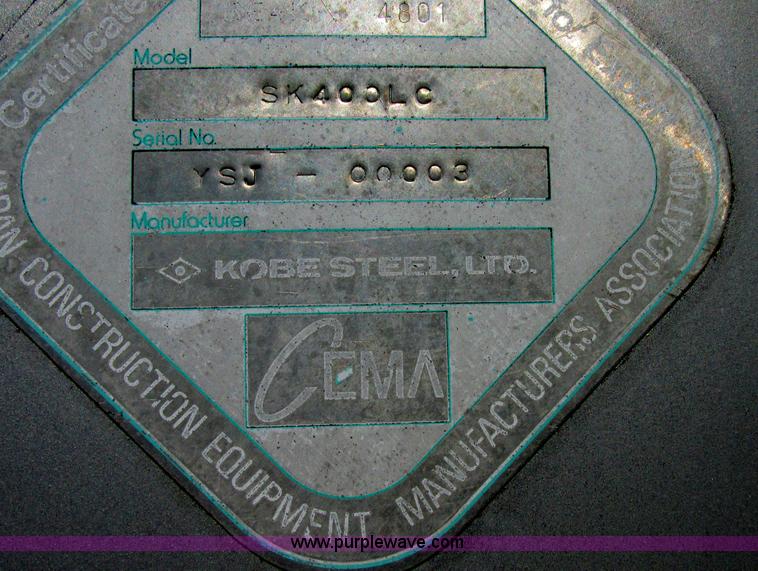 4801
Certificate
Model
SK400LC
Serial No.
YSJ - 00003
Manufacturer
KOBE STEEL, LTD.
CEMA
JAPAN CONSTRUCTION EQUIPMENT MANUFACTURERS ASSOCIATION
www.purplewave.com